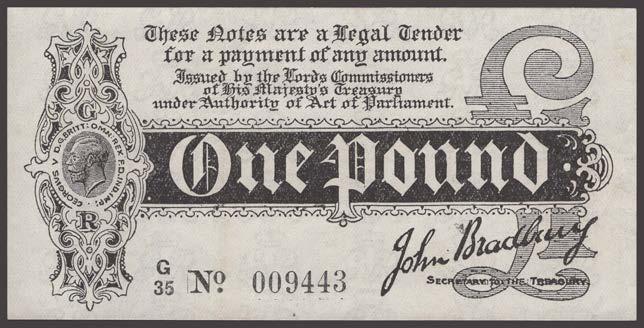 These Notes are a Legal Tender
for a payment of any amount.
Issued by the Lords Commissioners
of His Majesty's Treasury
under Authority of Act of Parliament.
£
G
GEORGIVS V D.G.BRITT: OMN: REX F.D. IND: IMP:
R
One Pound
£1
John Bradbury
SECRETARY TO THE TREASURY.
G
35 No 009443